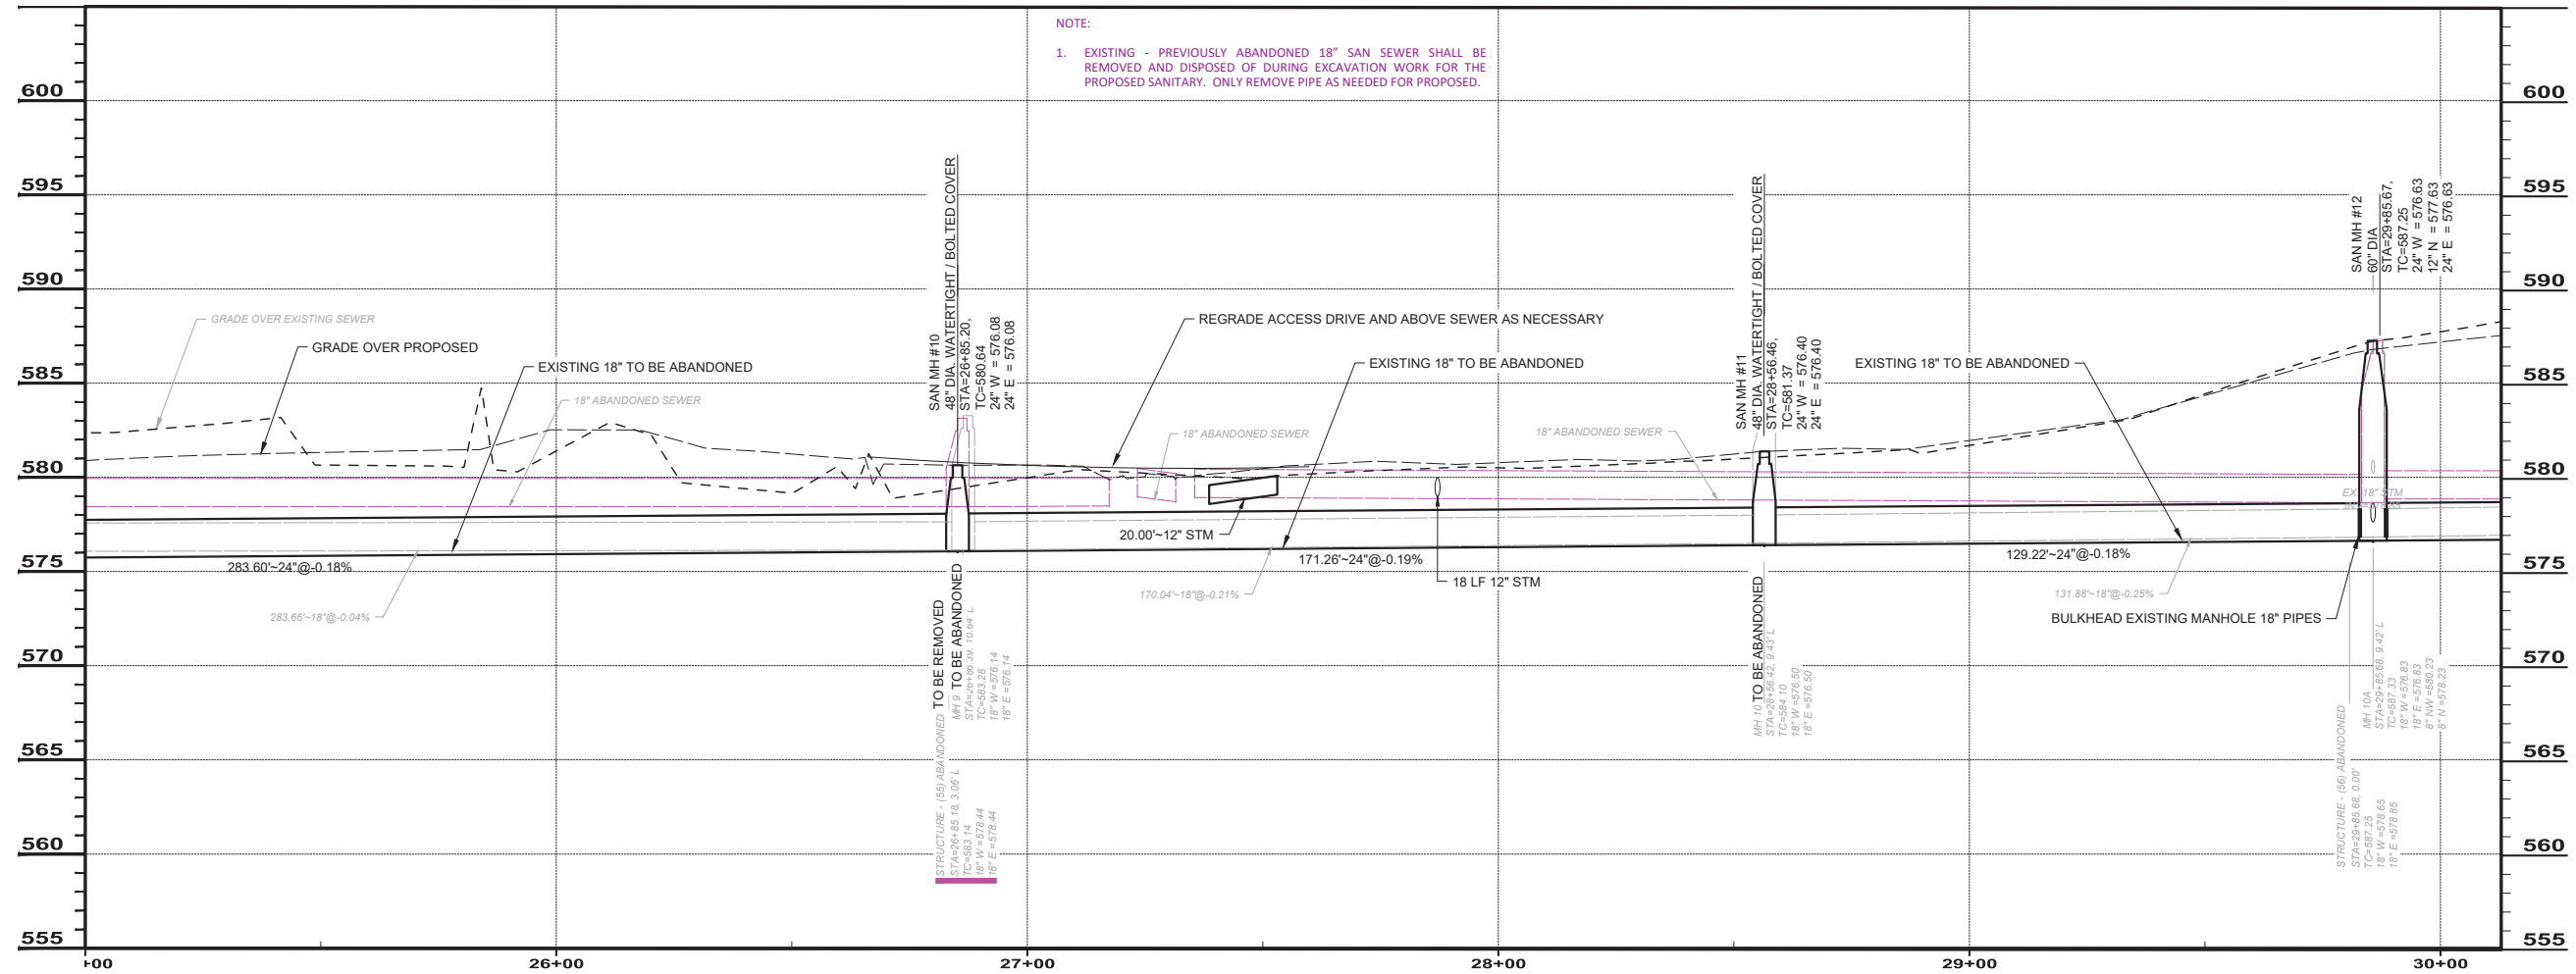 NOTE:
1. EXISTING - PREVIOUSLY ABANDONED 18" SAN SEWER SHALL BE
REMOVED AND DISPOSED OF DURING EXCAVATION WORK FOR THE
PROPOSED SANITARY. ONLY REMOVE PIPE AS NEEDED FOR PROPOSED.
600
600
595
595
590
590
585
585
580
580
575
575
570
570
565
565
560
560
555
555
GRADE OVER EXISTING SEWER
GRADE OVER PROPOSED
EXISTING 18" TO BE ABANDONED
18" ABANDONED SEWER
SAN MH #10
48" DIA. WATERTIGHT / BOLTED COVER
STA=26+85.20,
TC=580.64
24" W = 576.08
24" E = 576.08
REGRADE ACCESS DRIVE AND ABOVE SEWER AS NECESSARY
EXISTING 18" TO BE ABANDONED
18" ABANDONED SEWER
18" ABANDONED SEWER
SAN MH #11
48" DIA. WATERTIGHT / BOLTED COVER
STA=28+56.46,
TC=581.37
24" W = 576.40
24" E = 576.40
EXISTING 18" TO BE ABANDONED
SAN MH #12
60" DIA
STA=29+85.67,
TC=587.25
24" W = 576.63
12" N = 577.63
24" E = 576.63
EX. 18" STM
20.00'~12" STM
283.60'~24"@-0.18%
171.26'~24"@-0.19%
129.22'~24"@-0.18%
18 LF 12" STM
283.66'~18"@-0.04%
170.04'~18"@-0.21%
131.88'~18"@-0.25%
BULKHEAD EXISTING MANHOLE 18" PIPES
STRUCTURE - (55) ABANDONED TO BE REMOVED
STA=26+85.18, 3.06' L
TC=583.14
18" W =578.44
18" E =578.44
MH 9 TO BE ABANDONED
STA=26+86.39, 10.64' L
TC=583.28
18" W =576.14
18" E =576.14
MH 10 TO BE ABANDONED
STA=28+56.42, 9.43' L
TC=584.10
18" W =576.50
18" E =576.50
STRUCTURE - (56) ABANDONED
STA=29+85.68, 0.00'
TC=587.25
18" W =578.65
18" E =578.85
MH 10A
STA=29+85.68, 9.42' L
TC=587.33
18" W =576.83
18" E =576.83
8" NW =580.23
8" N =578.23
+00
26+00
27+00
28+00
29+00
30+00